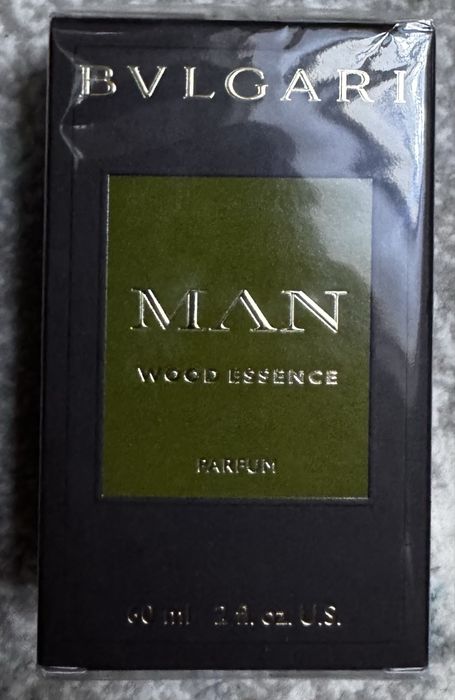 BVLGARI
MAN
WOOD ESSENCE
PARFUM
60 ml 2 fl. oz. U.S.